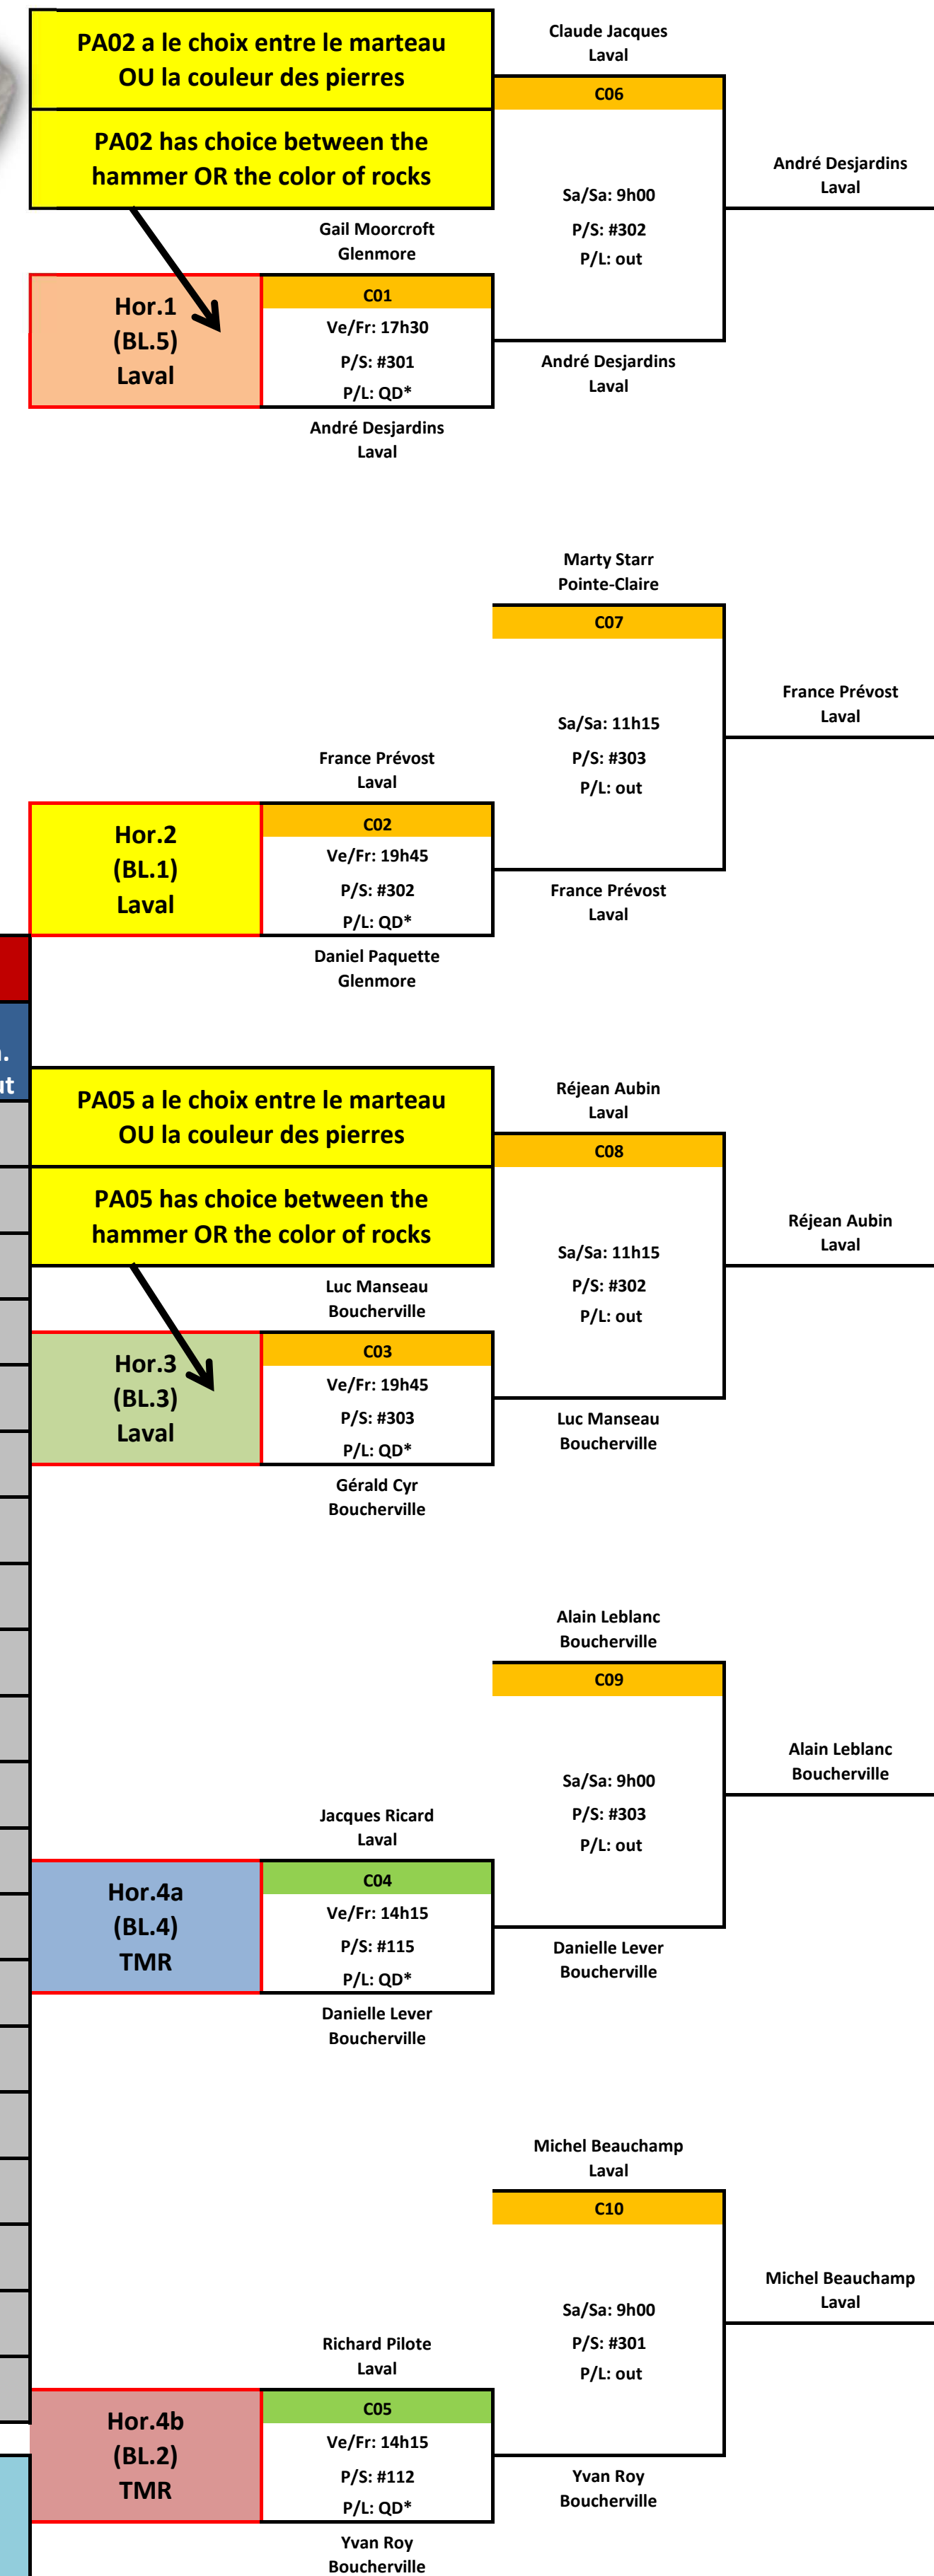 PA02 a le choix entre le marteau
OU la couleur des pierres
PA02 has choice between the
hammer OR the color of rocks
Claude Jacques
Laval
C06
Sa/Sa: 9h00
P/S: #302
P/L: out
André Desjardins
Laval
Gail Moorcroft
Glenmore
Hor.1
(BL.5)
Laval
C01
Ve/Fr: 17h30
P/S: #301
P/L: QD*
André Desjardins
Laval
André Desjardins
Laval
Marty Starr
Pointe-Claire
C07
Sa/Sa: 11h15
P/S: #303
P/L: out
France Prévost
Laval
France Prévost
Laval
Hor.2
(BL.1)
Laval
C02
Ve/Fr: 19h45
P/S: #302
P/L: QD*
France Prévost
Laval
Daniel Paquette
Glenmore
PA05 a le choix entre le marteau
OU la couleur des pierres
PA05 has choice between the
hammer OR the color of rocks
Réjean Aubin
Laval
C08
Sa/Sa: 11h15
P/S: #302
P/L: out
Réjean Aubin
Laval
Luc Manseau
Boucherville
Hor.3
(BL.3)
Laval
C03
Ve/Fr: 19h45
P/S: #303
P/L: QD*
Luc Manseau
Boucherville
Gérald Cyr
Boucherville
Alain Leblanc
Boucherville
C09
Sa/Sa: 9h00
P/S: #303
P/L: out
Alain Leblanc
Boucherville
Jacques Ricard
Laval
Hor.4a
(BL.4)
TMR
C04
Ve/Fr: 14h15
P/S: #115
P/L: QD*
Danielle Lever
Boucherville
Danielle Lever
Boucherville
Michel Beauchamp
Laval
C10
Sa/Sa: 9h00
P/S: #301
P/L: out
Michel Beauchamp
Laval
Richard Pilote
Laval
Hor.4b
(BL.2)
TMR
C05
Ve/Fr: 14h15
P/S: #112
P/L: QD*
Yvan Roy
Boucherville
Yvan Roy
Boucherville